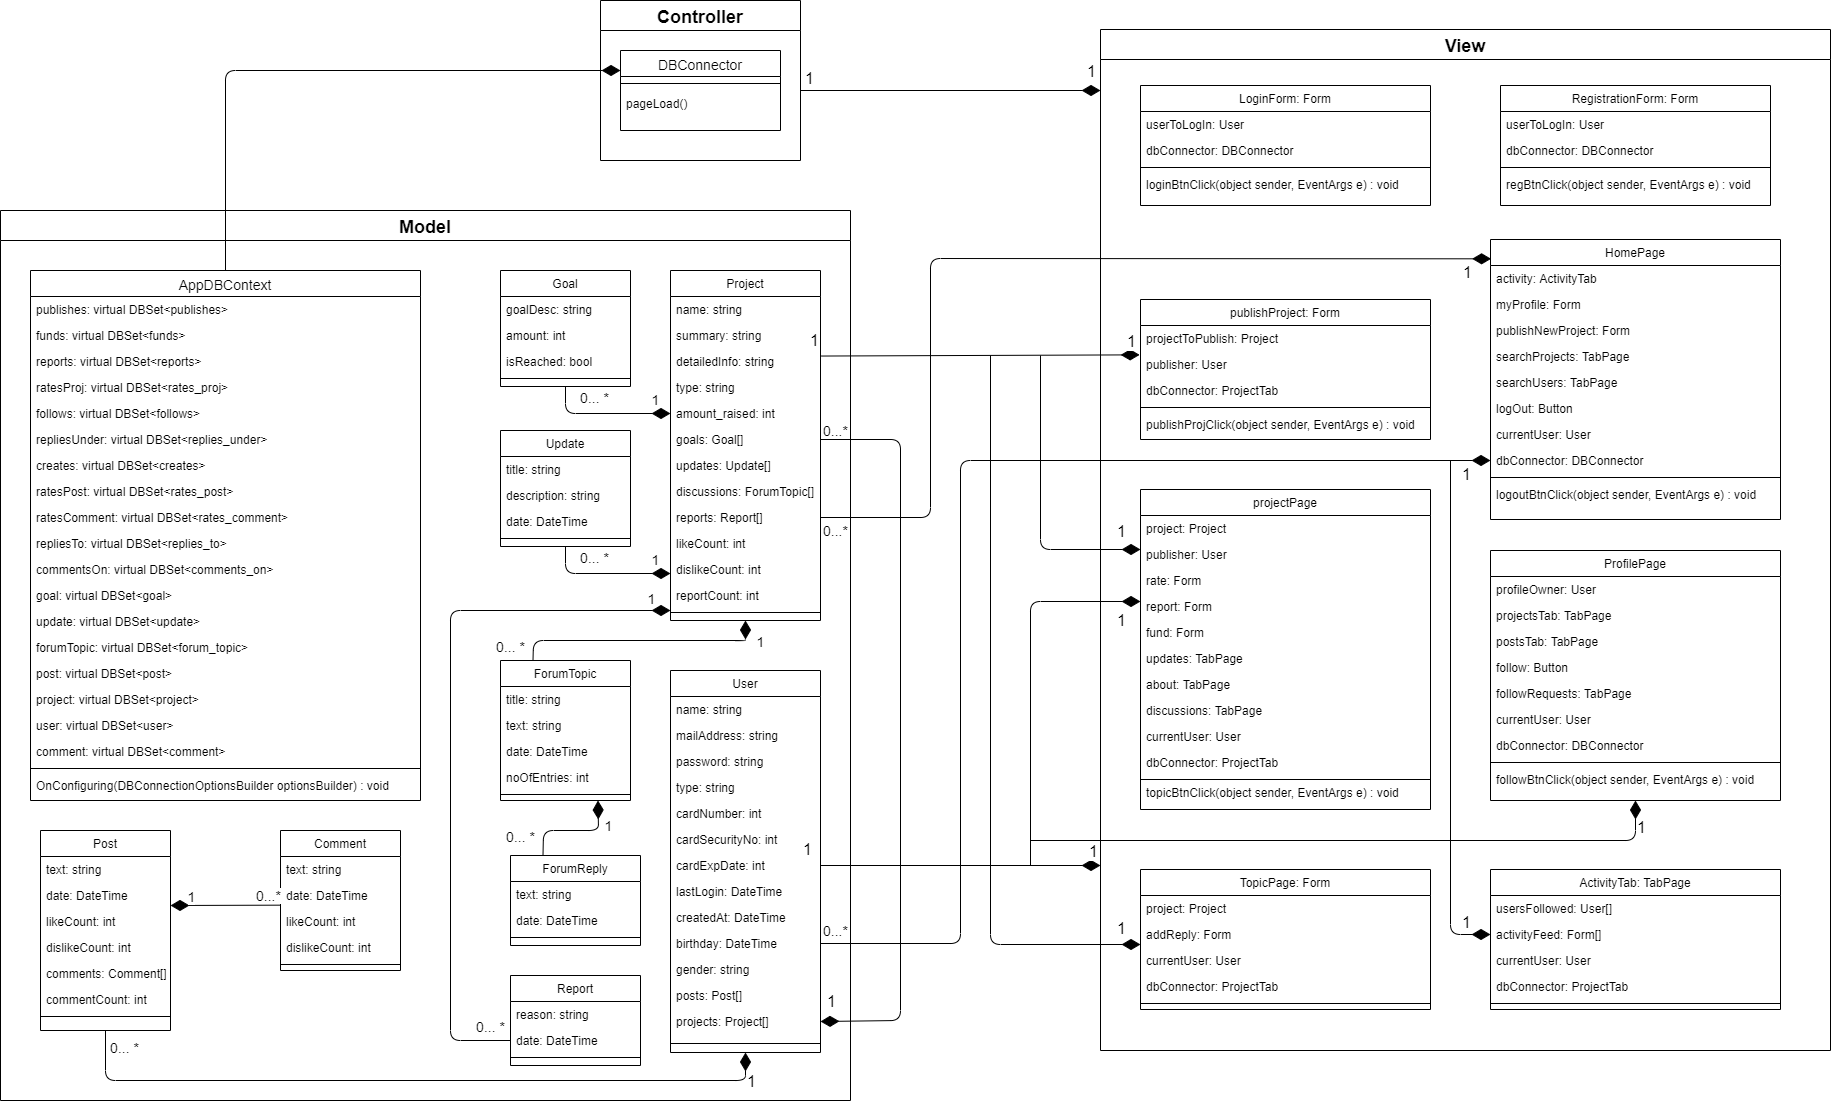 Controller
DBConnector
pageLoad()
1
1
View
LoginForm: Form
userToLogIn: User
dbConnector: DBConnector
loginBtnClick(object sender, EventArgs e) : void
RegistrationForm: Form
userToLogIn: User
dbConnector: DBConnector
regBtnClick(object sender, EventArgs e) : void
HomePage
activity: ActivityTab
myProfile: Form
publishNewProject: Form
searchProjects: TabPage
searchUsers: TabPage
logOut: Button
currentUser: User
dbConnector: DBConnector
logoutBtnClick(object sender, EventArgs e) : void
1
1
publishProject: Form
projectToPublish: Project
publisher: User
dbConnector: ProjectTab
publishProjClick(object sender, EventArgs e) : void
1
projectPage
project: Project
publisher: User
rate: Form
report: Form
fund: Form
updates: TabPage
about: TabPage
discussions: TabPage
currentUser: User
dbConnector: ProjectTab
topicBtnClick(object sender, EventArgs e) : void
1
1
ProfilePage
profileOwner: User
projectsTab: TabPage
postsTab: TabPage
follow: Button
followRequests: TabPage
currentUser: User
dbConnector: DBConnector
followBtnClick(object sender, EventArgs e) : void
1
1
TopicPage: Form
project: Project
addReply: Form
currentUser: User
dbConnector: ProjectTab
1
ActivityTab: TabPage
usersFollowed: User[]
activityFeed: Form[]
currentUser: User
dbConnector: ProjectTab
1
Model
AppDBContext
publishes: virtual DBSet<publishes>
funds: virtual DBSet<funds>
reports: virtual DBSet<reports>
ratesProj: virtual DBSet<rates_proj>
follows: virtual DBSet<follows>
repliesUnder: virtual DBSet<replies_under>
creates: virtual DBSet<creates>
ratesPost: virtual DBSet<rates_post>
ratesComment: virtual DBSet<rates_comment>
repliesTo: virtual DBSet<replies_to>
commentsOn: virtual DBSet<comments_on>
goal: virtual DBSet<goal>
update: virtual DBSet<update>
forumTopic: virtual DBSet<forum_topic>
post: virtual DBSet<post>
project: virtual DBSet<project>
user: virtual DBSet<user>
comment: virtual DBSet<comment>
OnConfiguring(DBConnectionOptionsBuilder optionsBuilder) : void
Goal
goalDesc: string
amount: int
isReached: bool
0... *
1
Update
title: string
description: string
date: DateTime
0... *
1
1
Project
name: string
summary: string
detailedInfo: string
type: string
amount_raised: int
goals: Goal[]
updates: Update[]
discussions: ForumTopic[]
reports: Report[]
likeCount: int
dislikeCount: int
reportCount: int
1
0...*
0...*
1
0... *
ForumTopic
title: string
text: string
date: DateTime
noOfEntries: int
1
0... *
ForumReply
text: string
date: DateTime
Report
reason: string
date: DateTime
0... *
User
name: string
mailAddress: string
password: string
type: string
cardNumber: int
cardSecurityNo: int
cardExpDate: int
lastLogin: DateTime
createdAt: DateTime
birthday: DateTime
gender: string
posts: Post[]
projects: Project[]
1
0...*
1
1
Post
text: string
date: DateTime
likeCount: int
dislikeCount: int
comments: Comment[]
commentCount: int
1
0...*
0... *
Comment
text: string
date: DateTime
likeCount: int
dislikeCount: int